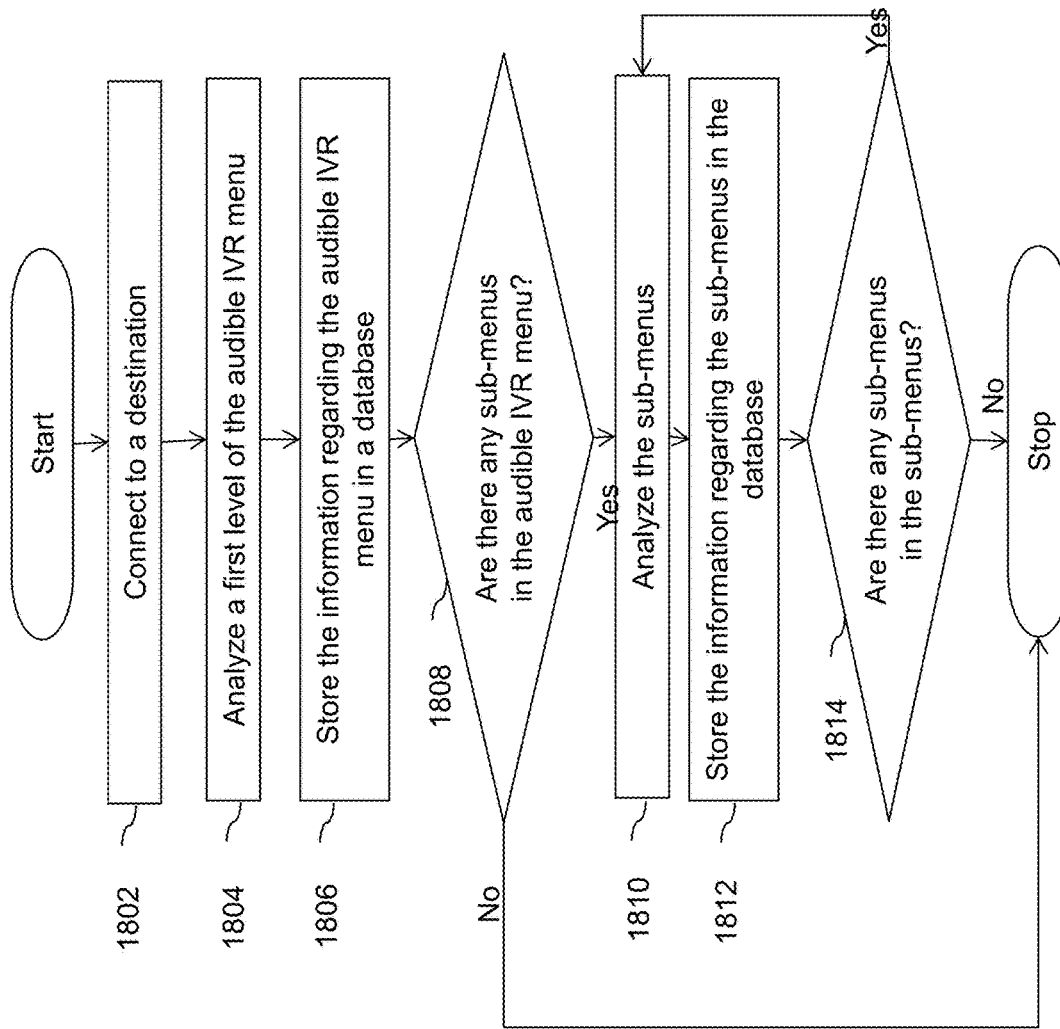 Start
1802
Connect to a destination
1804
Analyze a first level of the audible IVR menu
1806
Store the information regarding the audible IVR
menu in a database
1808
Are there any sub-menus
in the audible IVR menu?
No
Yes
1810
Analyze the sub-menus
1812
Store the information regarding the sub-menus in the
database
1814
Are there any sub-menus
in the sub-menus?
Yes
No
Stop